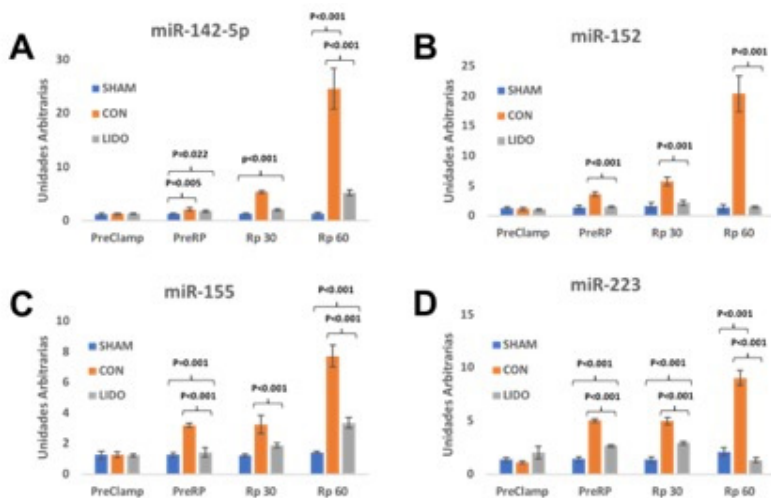 A
miR-142-5p
P<0.001
P<0.001
30
20
10
0
Unidades Arbitrarias
SHAM
CON
LIDO
P=0.022
P=0.005
p<0.001
PreClamp
PreRP
Rp 30
Rp 60
B
miR-152
P<0.001
25
20
15
10
5
0
Unidades Arbitrarias
SHAM
CON
LIDO
P<0.001
P<0.001
PreClamp
PreRP
Rp 30
Rp 60
C
miR-155
P<0.001
P<0.001
10
8
6
4
2
0
Unidades Arbitrarias
SHAM
CON
LIDO
P<0.001
P<0.001
P<0.001
PreClamp
PreRP
Rp 30
Rp 60
D
miR-223
P<0.001
P<0.001
15
10
5
0
Unidades Arbitrarias
SHAM
CON
LIDO
P<0.001
P<0.001
P<0.001
P<0.001
PreClamp
PreRP
Rp 30
Rp 60